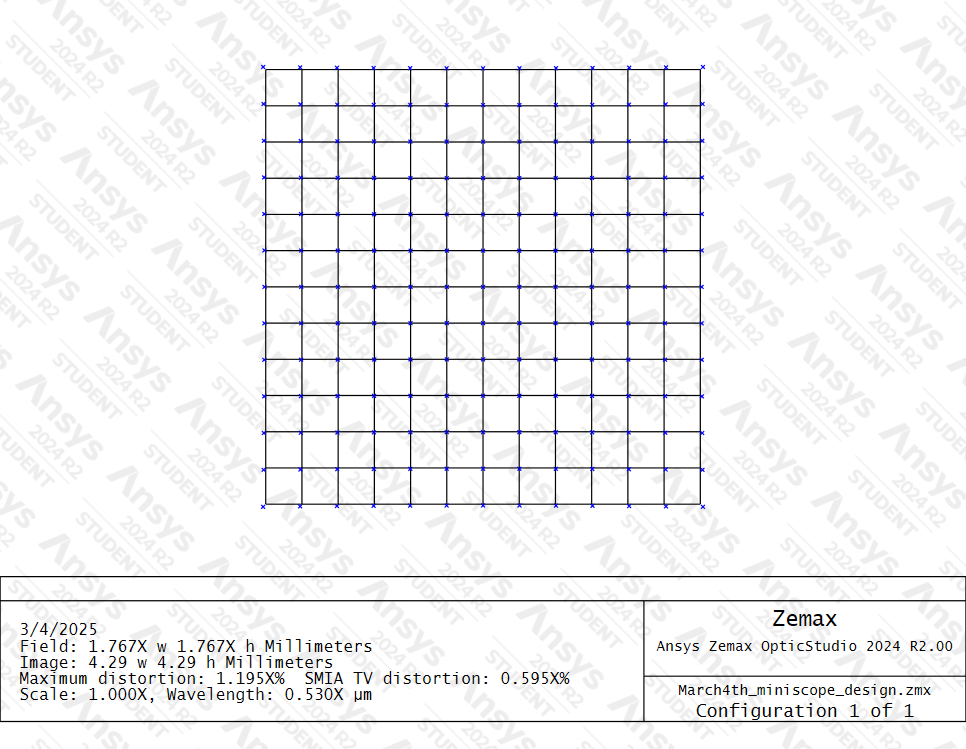 3/4/2025
Field: 1.767X w 1.767X h Millimeters
Image: 4.29 w 4.29 h Millimeters
Maximum distortion: 1.195X%  SMIA TV distortion: 0.595X%
Scale: 1.000X, Wavelength: 0.530X µm
Zemax
Ansys Zemax OpticStudio 2024 R2.00
March4th_miniscope_design.zmx
Configuration 1 of 1
Ansys
2024 R2
STUDENT